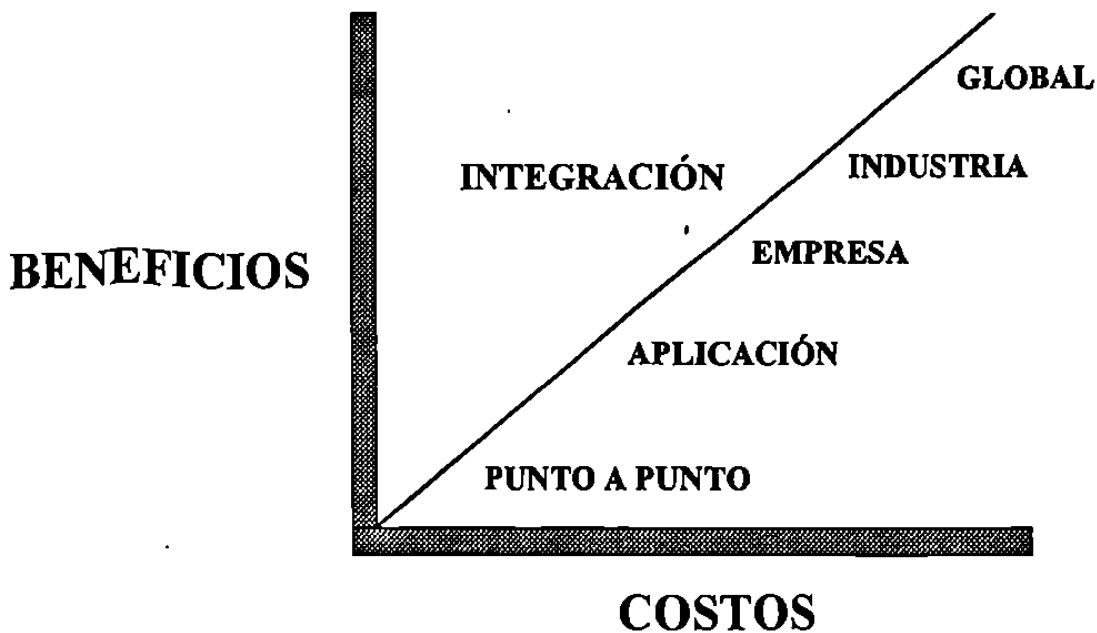 GLOBAL
INTEGRACIÓN
INDUSTRIA
BENEFICIOS
EMPRESA
APLICACIÓN
PUNTO A PUNTO
COSTOS